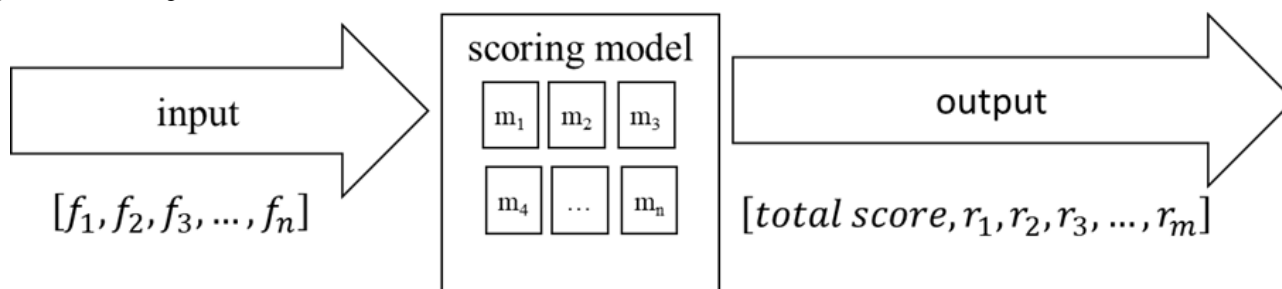 scoring model
input
m₁ m₂ m₃
m₄ … mₙ
output
[f₁, f₂, f₃, …, fₙ]
[total score, r₁, r₂, r₃, …, rₘ]